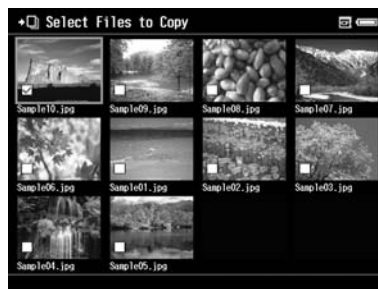 Select Files to Copy
Sample10.jpg Sample09.jpg Sample08.jpg Sample07.jpg
Sample06.jpg Sample01.jpg Sample02.jpg Sample03.jpg
Sample04.jpg Sample05.jpg